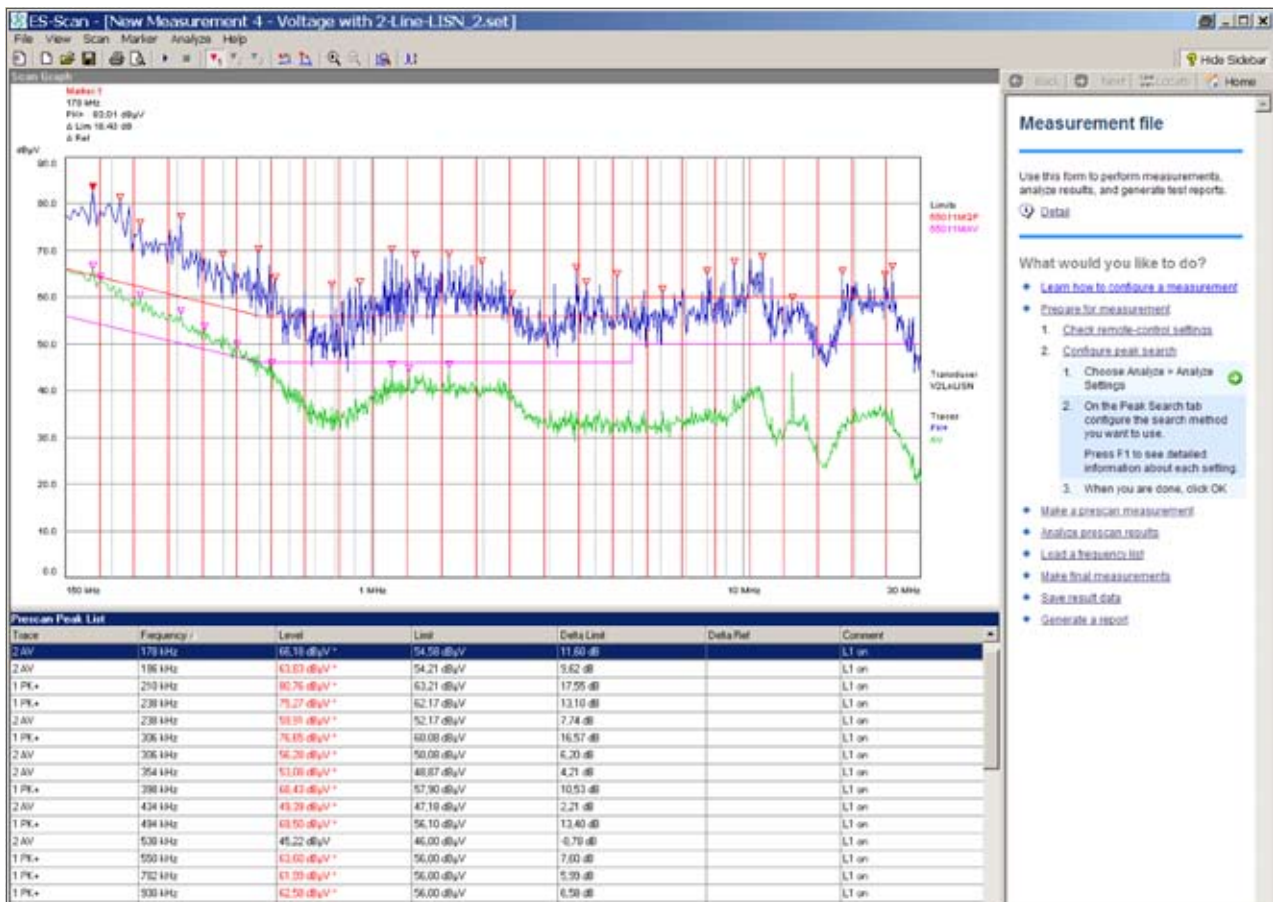 ES-Scan - [New Measurement 4 - Voltage with 2-Line-LISN_2.set]
File View Scan Marker Analyze Help
Hide Sidebar
Scan Graph
Back Next Locate Home
Marker 1
178 kHz
PK+ 83.01 dBµV
Δ Lim 18.43 dB
Δ Ref
dBµV
90.0
80.0
70.0
60.0
50.0
40.0
30.0
20.0
10.0
0.0
150 kHz 1 MHz 10 MHz 30 MHz
Limits
Transducer
V2LnLISN
Traces
PK+
AV
Measurement file
Use this form to perform measurements,
analyze results, and generate test reports.
Detail
What would you like to do?
Learn how to configure a measurement
Prepare for measurement
1. Check remote-control settings
2. Configure peak search
1. Choose Analyze > Analyze
Settings
2. On the Peak Search tab
configure the search method
you want to use.
Press F1 to see detailed
information about each setting.
3. When you are done, click OK
Make a prescan measurement
Analyze prescan results
Load a frequency list
Make final measurements
Save result data
Generate a report
Prescan Peak List
Trace Frequency / Level Limit Delta Limit Delta Ref Comment
2 AV 178 kHz 66,18 dBµV * 54,58 dBµV 11,60 dB L1 on
2 AV 186 kHz 63,83 dBµV * 54,21 dBµV 9,62 dB L1 on
1 PK+ 210 kHz 80,76 dBµV * 63,21 dBµV 17,55 dB L1 on
1 PK+ 238 kHz 75,27 dBµV * 62,17 dBµV 13,10 dB L1 on
2 AV 238 kHz 59,91 dBµV * 52,17 dBµV 7,74 dB L1 on
1 PK+ 306 kHz 76,65 dBµV * 60,08 dBµV 16,57 dB L1 on
2 AV 306 kHz 56,28 dBµV * 50,08 dBµV 6,20 dB L1 on
2 AV 354 kHz 53,08 dBµV * 48,87 dBµV 4,21 dB L1 on
1 PK+ 398 kHz 68,43 dBµV * 57,90 dBµV 10,53 dB L1 on
2 AV 434 kHz 49,39 dBµV * 47,18 dBµV 2,21 dB L1 on
1 PK+ 494 kHz 69,50 dBµV * 56,10 dBµV 13,40 dB L1 on
2 AV 538 kHz 45,22 dBµV 46,00 dBµV -0,78 dB L1 on
1 PK+ 550 kHz 63,60 dBµV * 56,00 dBµV 7,60 dB L1 on
1 PK+ 782 kHz 61,99 dBµV * 56,00 dBµV 5,99 dB L1 on
1 PK+ 930 kHz 62,58 dBµV * 56,00 dBµV 6,58 dB L1 on